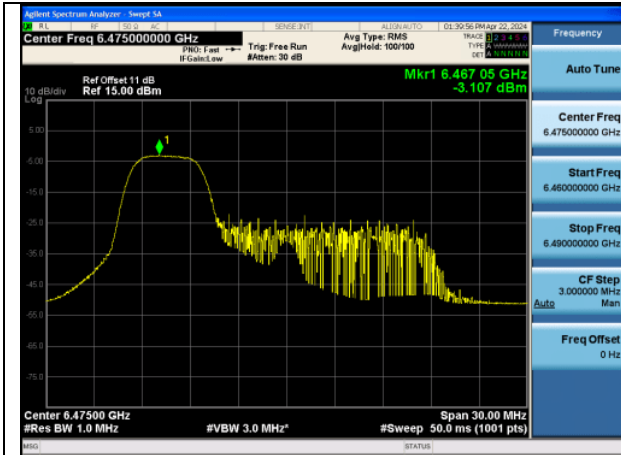 Agilent Spectrum Analyzer - Swept SA
RL RF 50 Ω AC SENSE:INT ALIGN AUTO 01:39:56 PM Apr 22, 2024
Center Freq 6.475000000 GHz
PNO: Fast
IFGain:Low
Trig: Free Run
#Atten: 30 dB
Avg Type: RMS
Avg|Hold: 100/100
TRACE 1 2 3 4 5 6
TYPE A WWWWW
DET A N N N N N
Ref Offset 11 dB
10 dB/div Ref 15.00 dBm
Log
Mkr1 6.467 05 GHz
-3.107 dBm
1
5.00
-5.00
-15.0
-25.0
-35.0
-45.0
-55.0
-65.0
-75.0
Center 6.47500 GHz Span 30.00 MHz
#Res BW 1.0 MHz #VBW 3.0 MHz* #Sweep 50.0 ms (1001 pts)
MSG STATUS
Frequency
Auto Tune
Center Freq
6.475000000 GHz
Start Freq
6.460000000 GHz
Stop Freq
6.490000000 GHz
CF Step
3.000000 MHz
Auto Man
Freq Offset
0 Hz